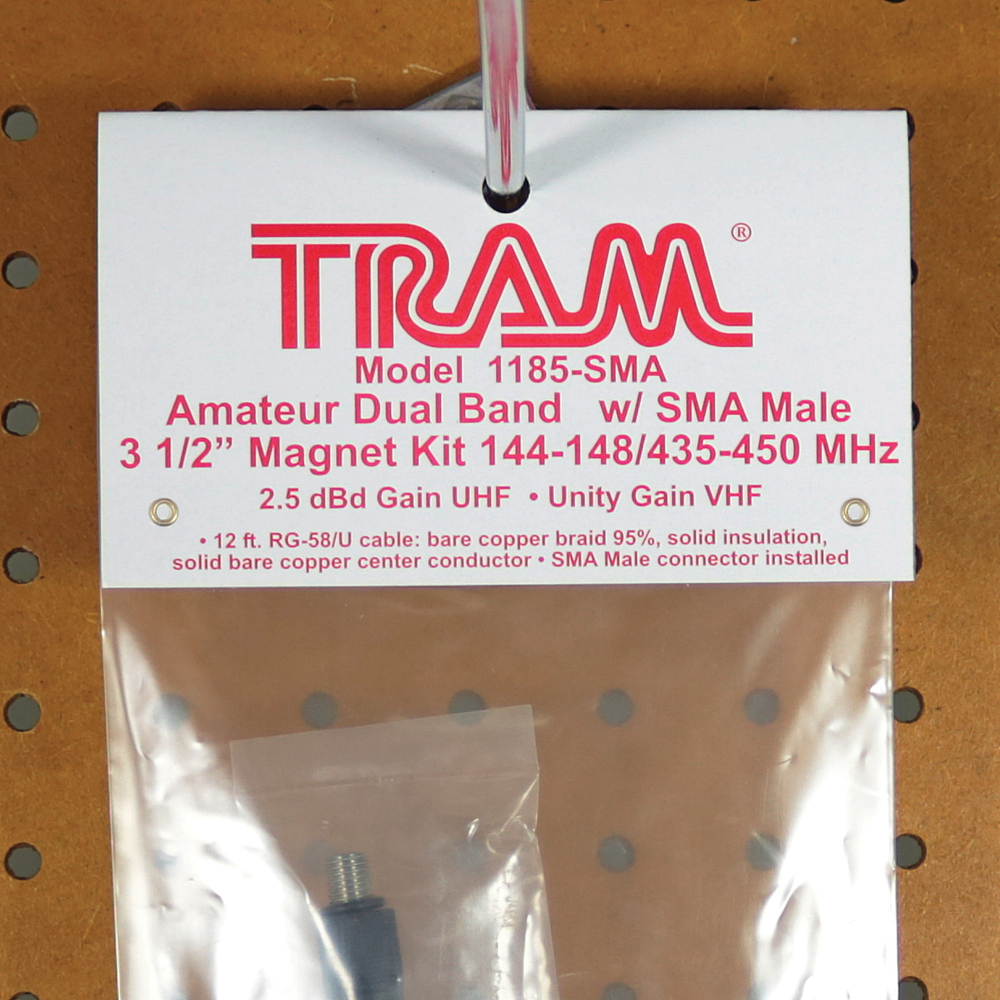 TRAM®
Model 1185-SMA
Amateur Dual Band w/ SMA Male
3 1/2” Magnet Kit 144-148/435-450 MHz
2.5 dBd Gain UHF • Unity Gain VHF
• 12 ft. RG-58/U cable: bare copper braid 95%, solid insulation,
solid bare copper center conductor • SMA Male connector installed